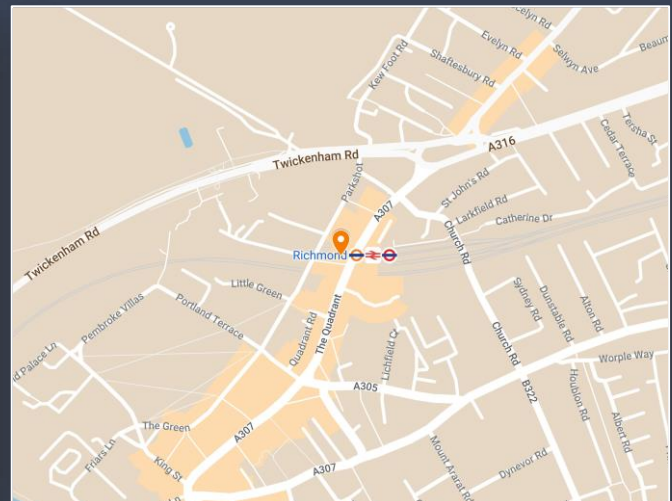 ocelyn Rd
Evelyn Rd
Selwyn Ave
Beaum
Shaftesbury Rd
Kew Foot Rd
Tersha St
Cedar Terrace
A316
Twickenham Rd
Parkshot
St John's Rd
A307
Larkfield Rd
Catherine Dr
Church Rd
Twickenham Rd
Richmond
Little Green
Pembroke Villas
Portland Terrace
Quadrant Rd
The Quadrant
Lichfield Ct
Sydney Rd
Dunstable Rd
Alton Rd
Church Rd
Worple Way
d Palace Ln
A305
B322
Houblon Rd
Albert Rd
The Green
A307
Friars Ln
King St
A307
Mount Ararat Rd
Dynevor Rd